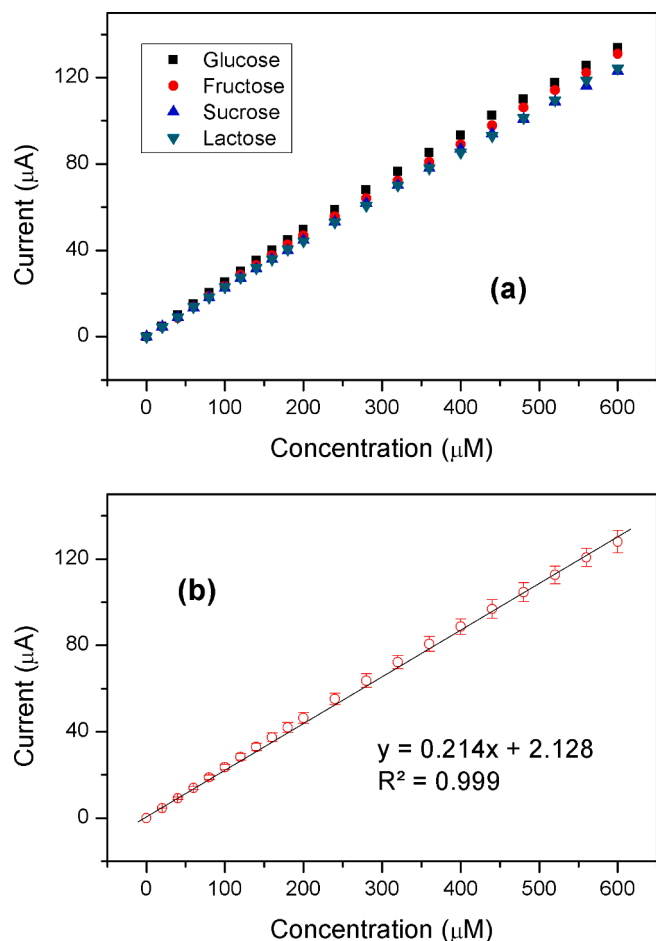 Glucose
Fructose
Sucrose
Lactose
120
80
40
0
Current (μA)
(a)
0 100 200 300 400 500 600
Concentration (μM)
120
80
40
0
Current (μA)
(b)
y = 0.214x + 2.128
R² = 0.999
0 100 200 300 400 500 600
Concentration (μM)